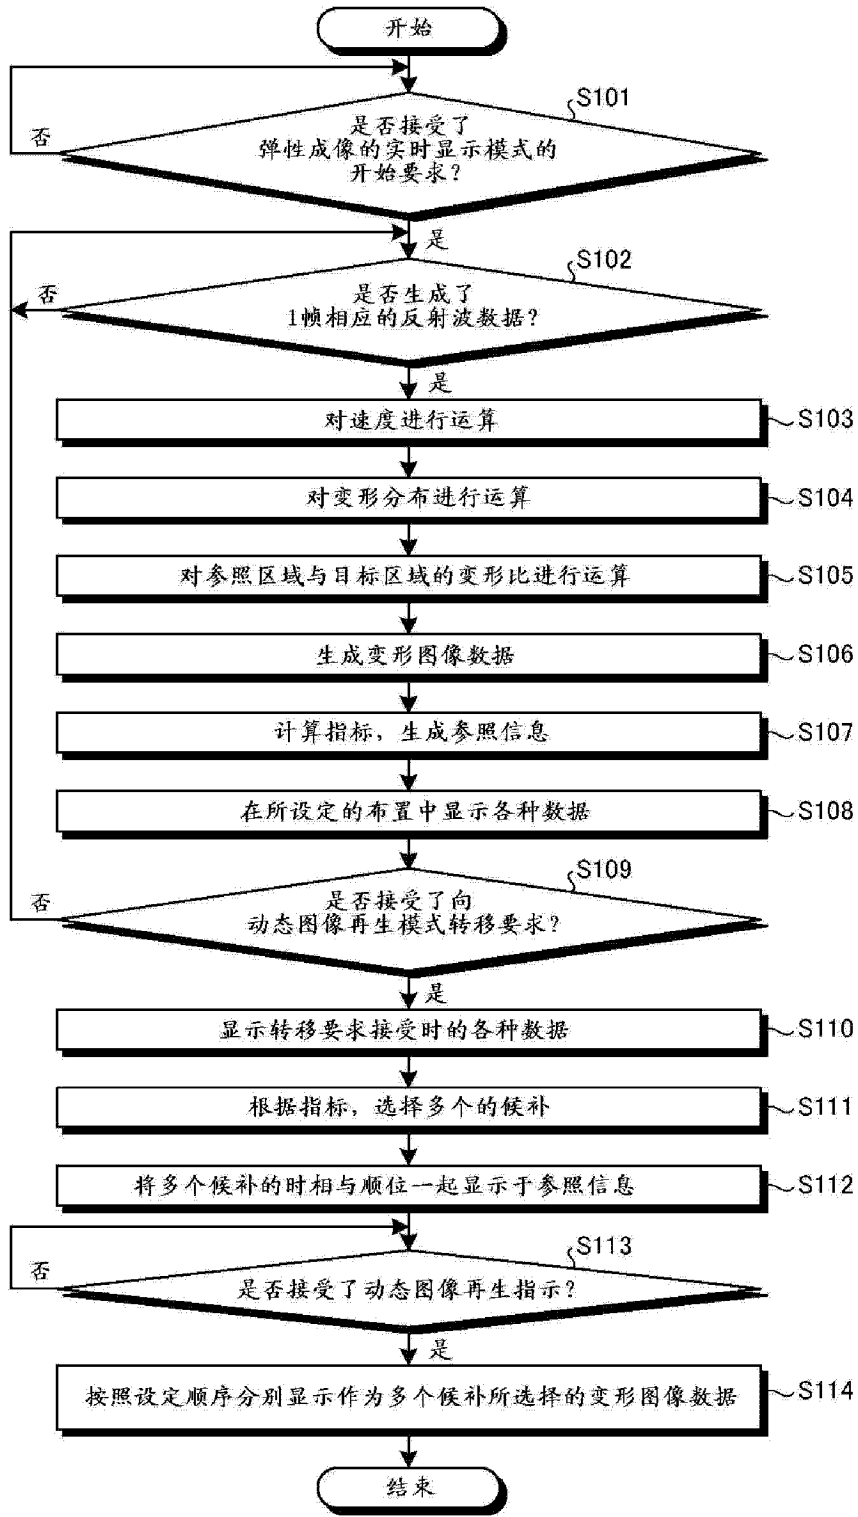 开始
S101
是否接受了
弹性成像的实时显示模式的
开始要求？
否
是
S102
是否生成了
1帧相应的反射波数据？
否
是
对速度进行运算
S103
对变形分布进行运算
S104
对参照区域与目标区域的变形比进行运算
S105
生成变形图像数据
S106
计算指标，生成参照信息
S107
在所设定的布置中显示各种数据
S108
S109
是否接受了向
动态图像再生模式转移要求？
否
是
显示转移要求接受时的各种数据
S110
根据指标，选择多个的候补
S111
将多个候补的时相与顺位一起显示于参照信息
S112
S113
是否接受了动态图像再生指示？
否
是
按照设定顺序分别显示作为多个候补所选择的变形图像数据
S114
结束